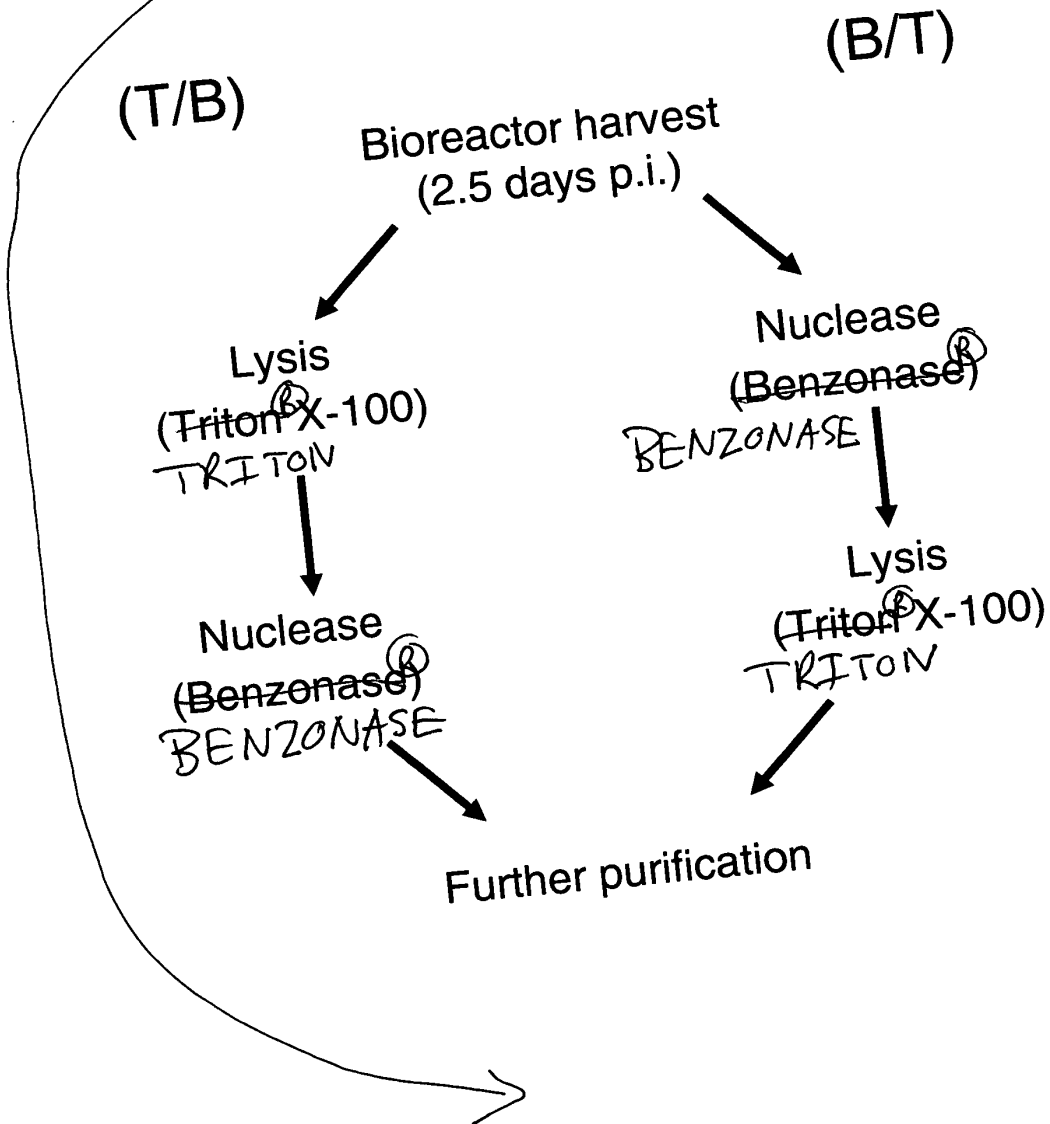 (B/T)
(T/B)
Bioreactor harvest
(2.5 days p.i.)
Lysis
(Triton® X-100)
TRITON
Nuclease
(Benzonase®)
BENZONASE
Nuclease
(Benzonase®)
BENZONASE
Lysis
(Triton® X-100)
TRITON
Further purification